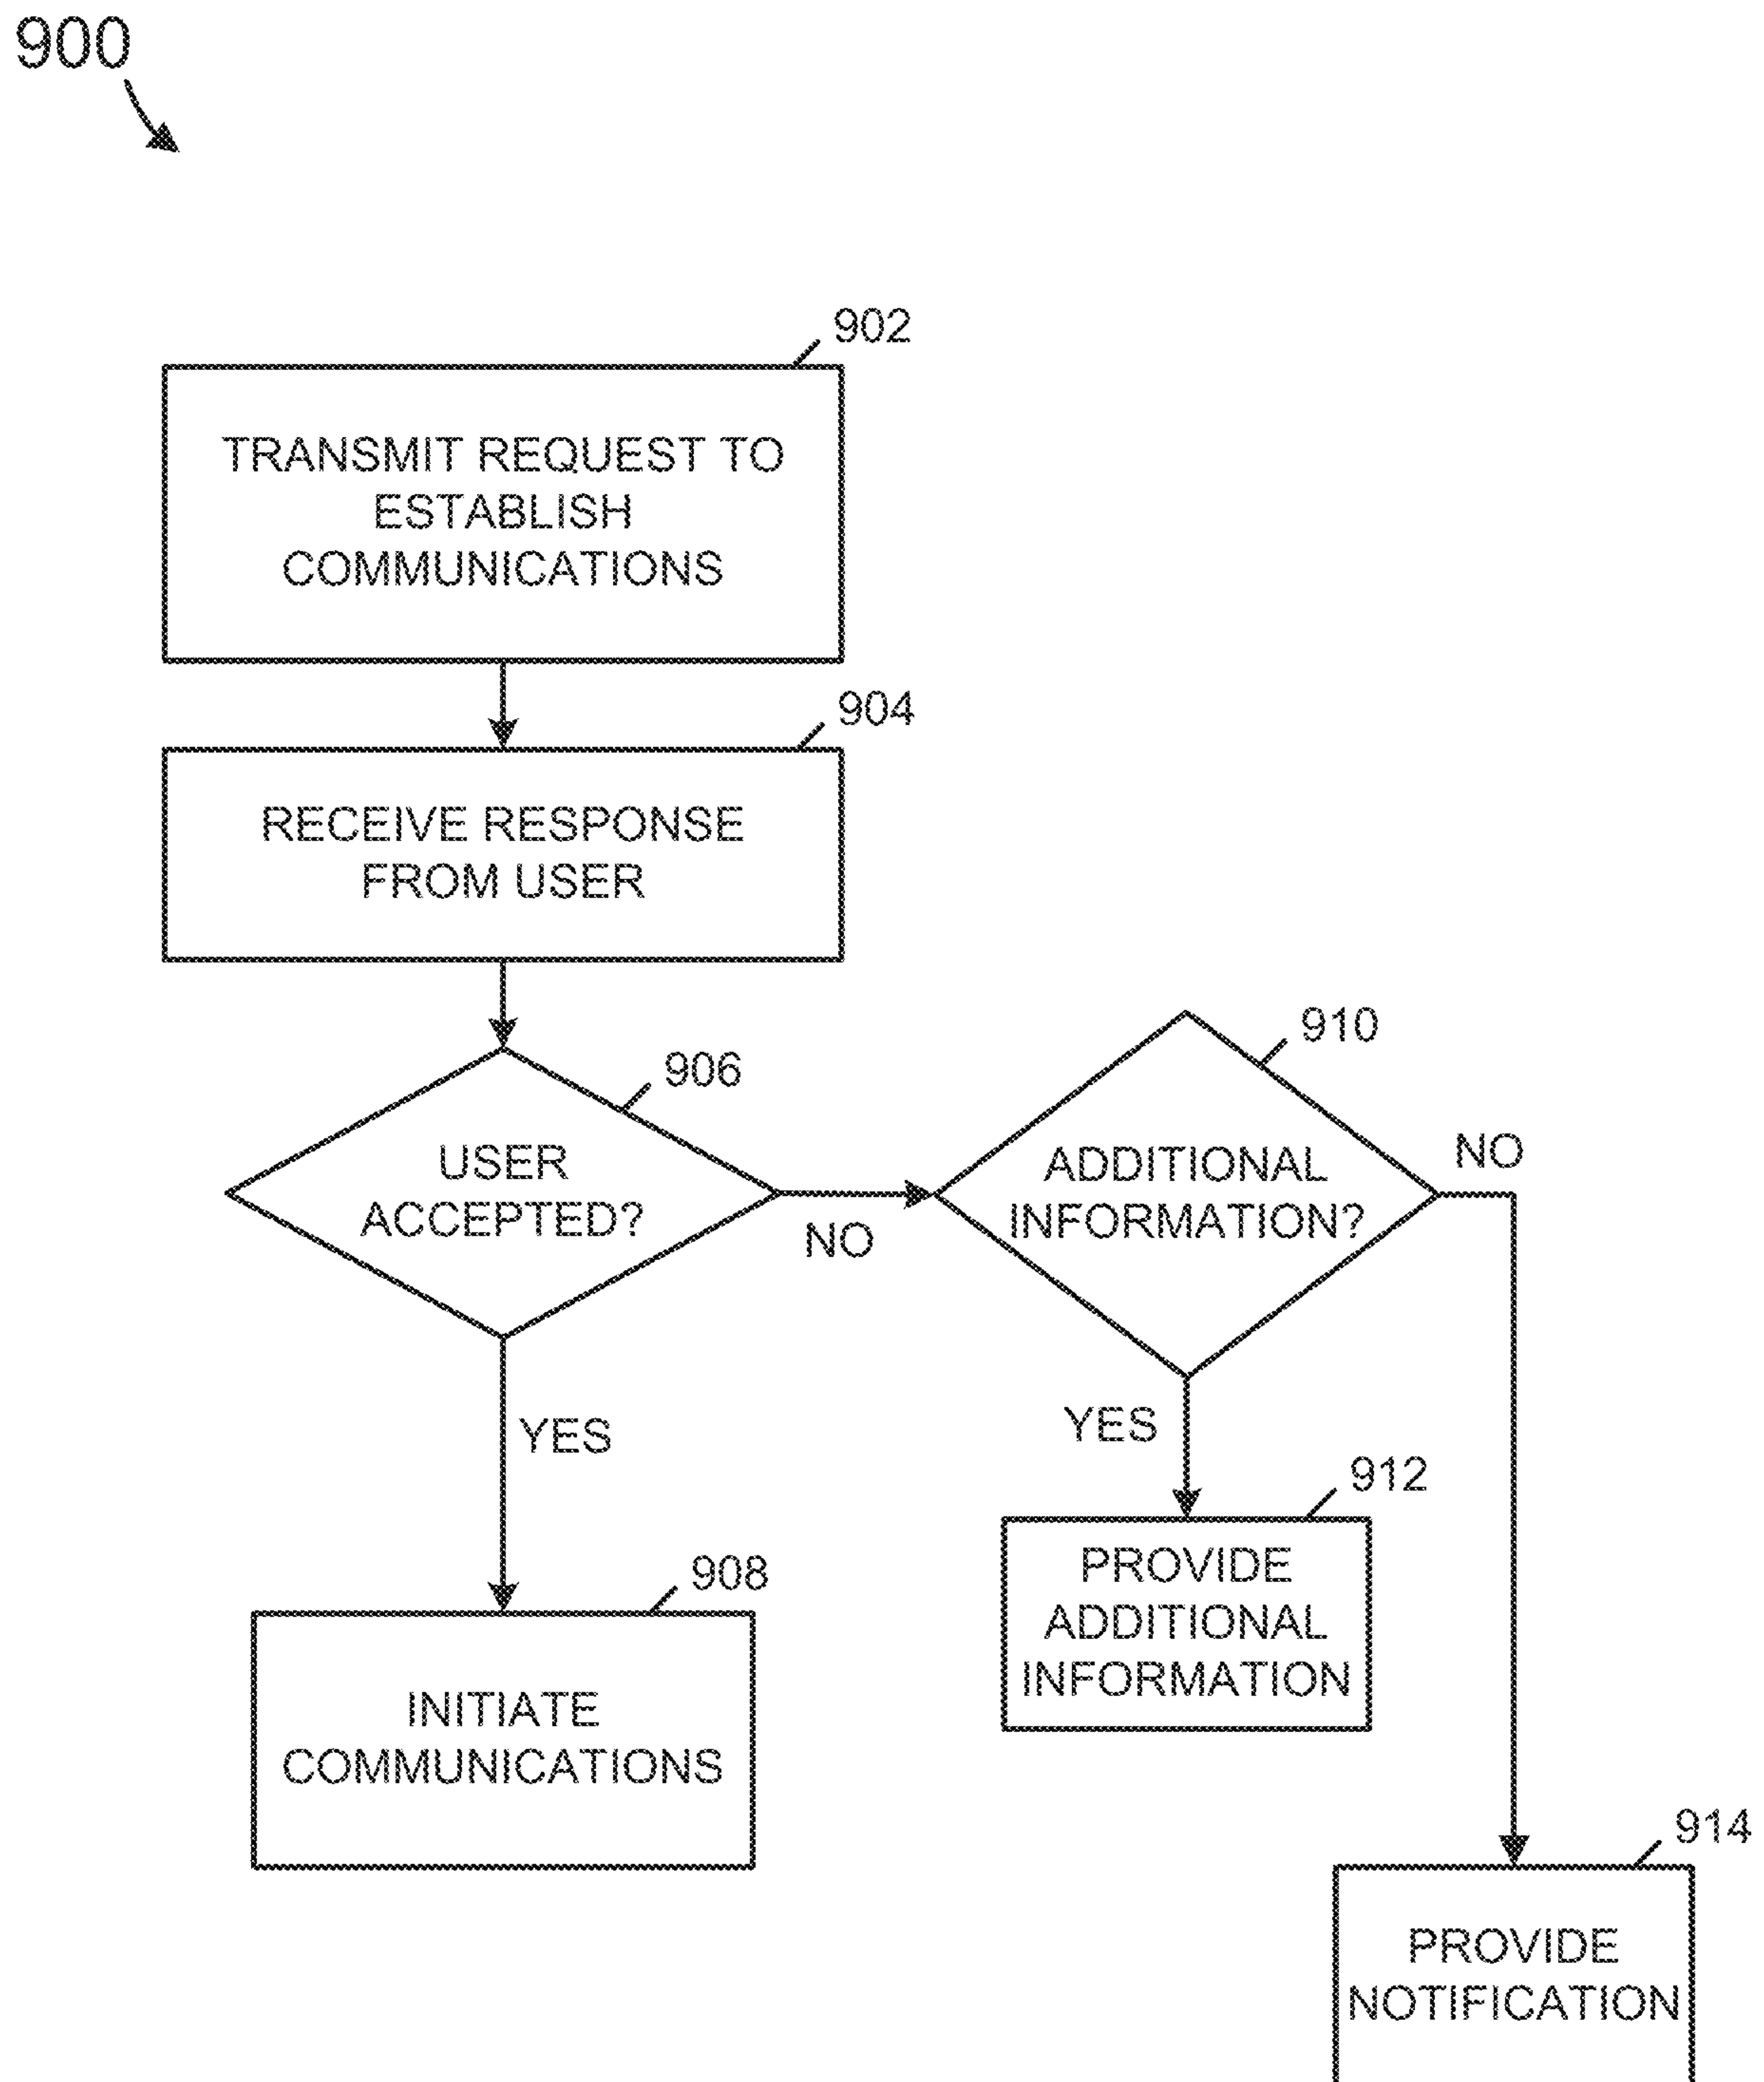 900
902
TRANSMIT REQUEST TO
ESTABLISH
COMMUNICATIONS
904
RECEIVE RESPONSE
FROM USER
906
USER
ACCEPTED?
NO
YES
908
INITIATE
COMMUNICATIONS
910
ADDITIONAL
INFORMATION?
NO
YES
912
PROVIDE
ADDITIONAL
INFORMATION
914
PROVIDE
NOTIFICATION